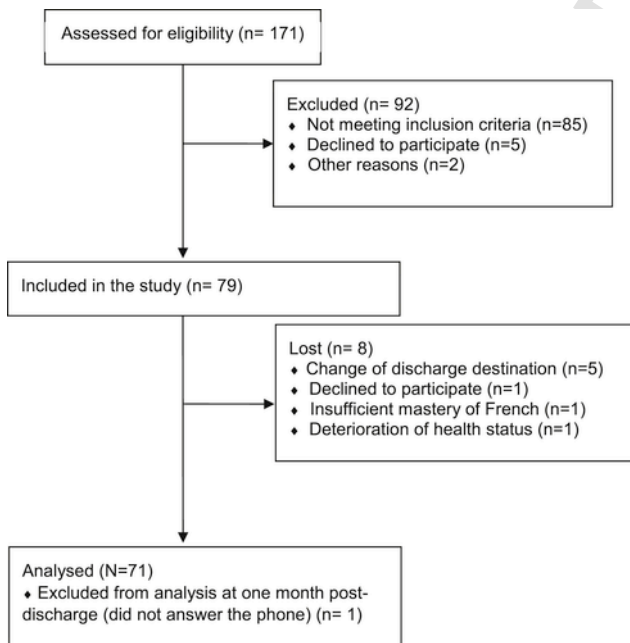 Assessed for eligibility (n= 171)
Excluded (n= 92)
♦ Not meeting inclusion criteria (n=85)
♦ Declined to participate (n=5)
♦ Other reasons (n=2)
Included in the study (n= 79)
Lost (n= 8)
♦ Change of discharge destination (n=5)
♦ Declined to participate (n=1)
♦ Insufficient mastery of French (n=1)
♦ Deterioration of health status (n=1)
Analysed (N=71)
♦ Excluded from analysis at one month post-
discharge (did not answer the phone) (n= 1)